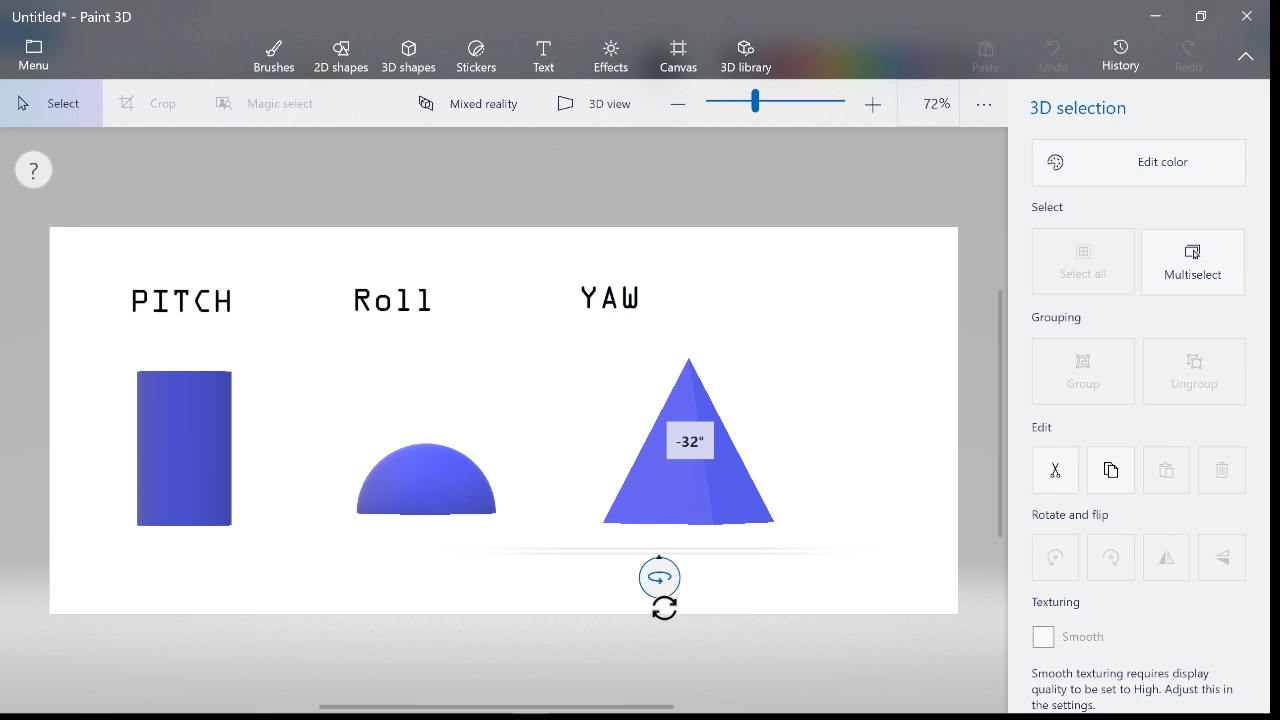 Untitled* - Paint 3D
Menu
Brushes
2D shapes
3D shapes
Stickers
Text
Effects
Canvas
3D library
Paste
Undo
History
Redo
Select
Crop
Magic select
Mixed reality
3D view
72%
?
PITCH
Roll
YAW
-32°
3D selection
Edit color
Select
Select all
Multiselect
Grouping
Group
Ungroup
Edit
Rotate and flip
Texturing
Smooth
Smooth texturing requires display
quality to be set to High. Adjust this in
the settings.